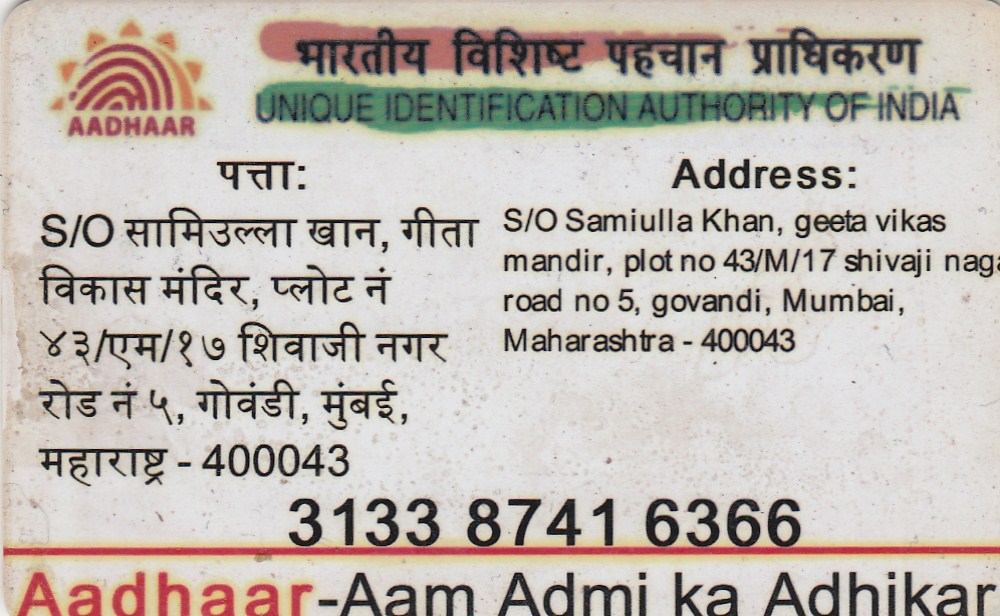 भारतीय विशिष्ट पहचान प्राधिकरण
UNIQUE IDENTIFICATION AUTHORITY OF INDIA
AADHAAR
पत्ता:
S/O सामिउल्ला खान, गीता
विकास मंदिर, प्लोट नं
४३/एम/१७ शिवाजी नगर
रोड नं ५, गोवंडी, मुंबई,
महाराष्ट्र - 400043
Address:
S/O Samiulla Khan, geeta vikas
mandir, plot no 43/M/17 shivaji naga
road no 5, govandi, Mumbai,
Maharashtra - 400043
3133 8741 6366
Aadhaar-Aam Admi ka Adhikar